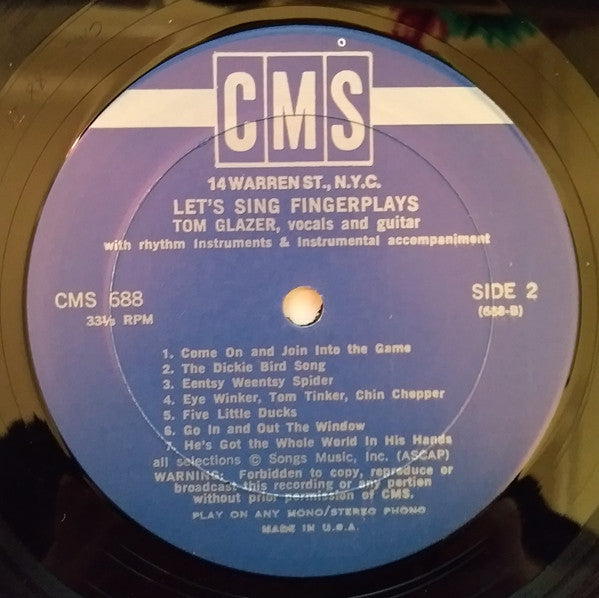 CMS
14 WARREN ST., N.Y.C.
LET'S SING FINGERPLAYS
TOM GLAZER, vocals and guitar
with rhythm instruments & instrumental accompaniment
CMS 688
33⅓ RPM
SIDE 2
(688-B)
1. Come On and Join Into the Game
2. The Dickie Bird Song
3. Eentsy Weentsy Spider
4. Eye Winker, Tom Tinker, Chin Chopper
5. Five Little Ducks
6. Go In and Out The Window
7. He's Got the Whole World In His Hands
all selections © Songs Music, Inc. (ASCAP)
WARNING: Forbidden to copy, reproduce or
broadcast this recording or any portion
without prior permission of CMS.
PLAY ON ANY MONO/STEREO PHONO
MADE IN U.S.A.